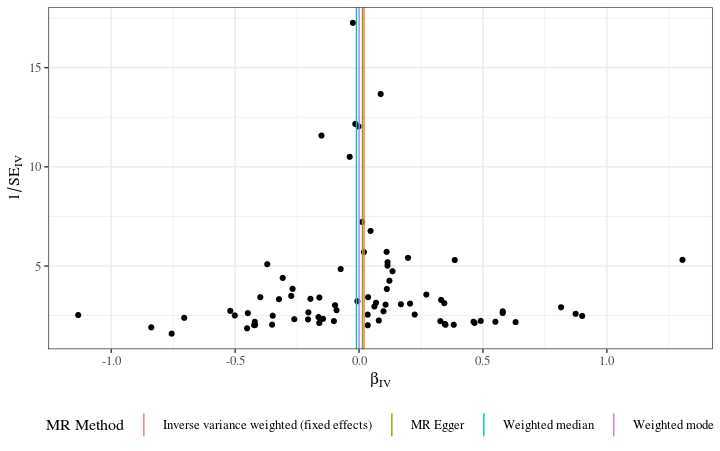 15
10
5
1/SE_IV
-1.0 -0.5 0.0 0.5 1.0
β_IV
MR Method Inverse variance weighted (fixed effects) MR Egger Weighted median Weighted mode